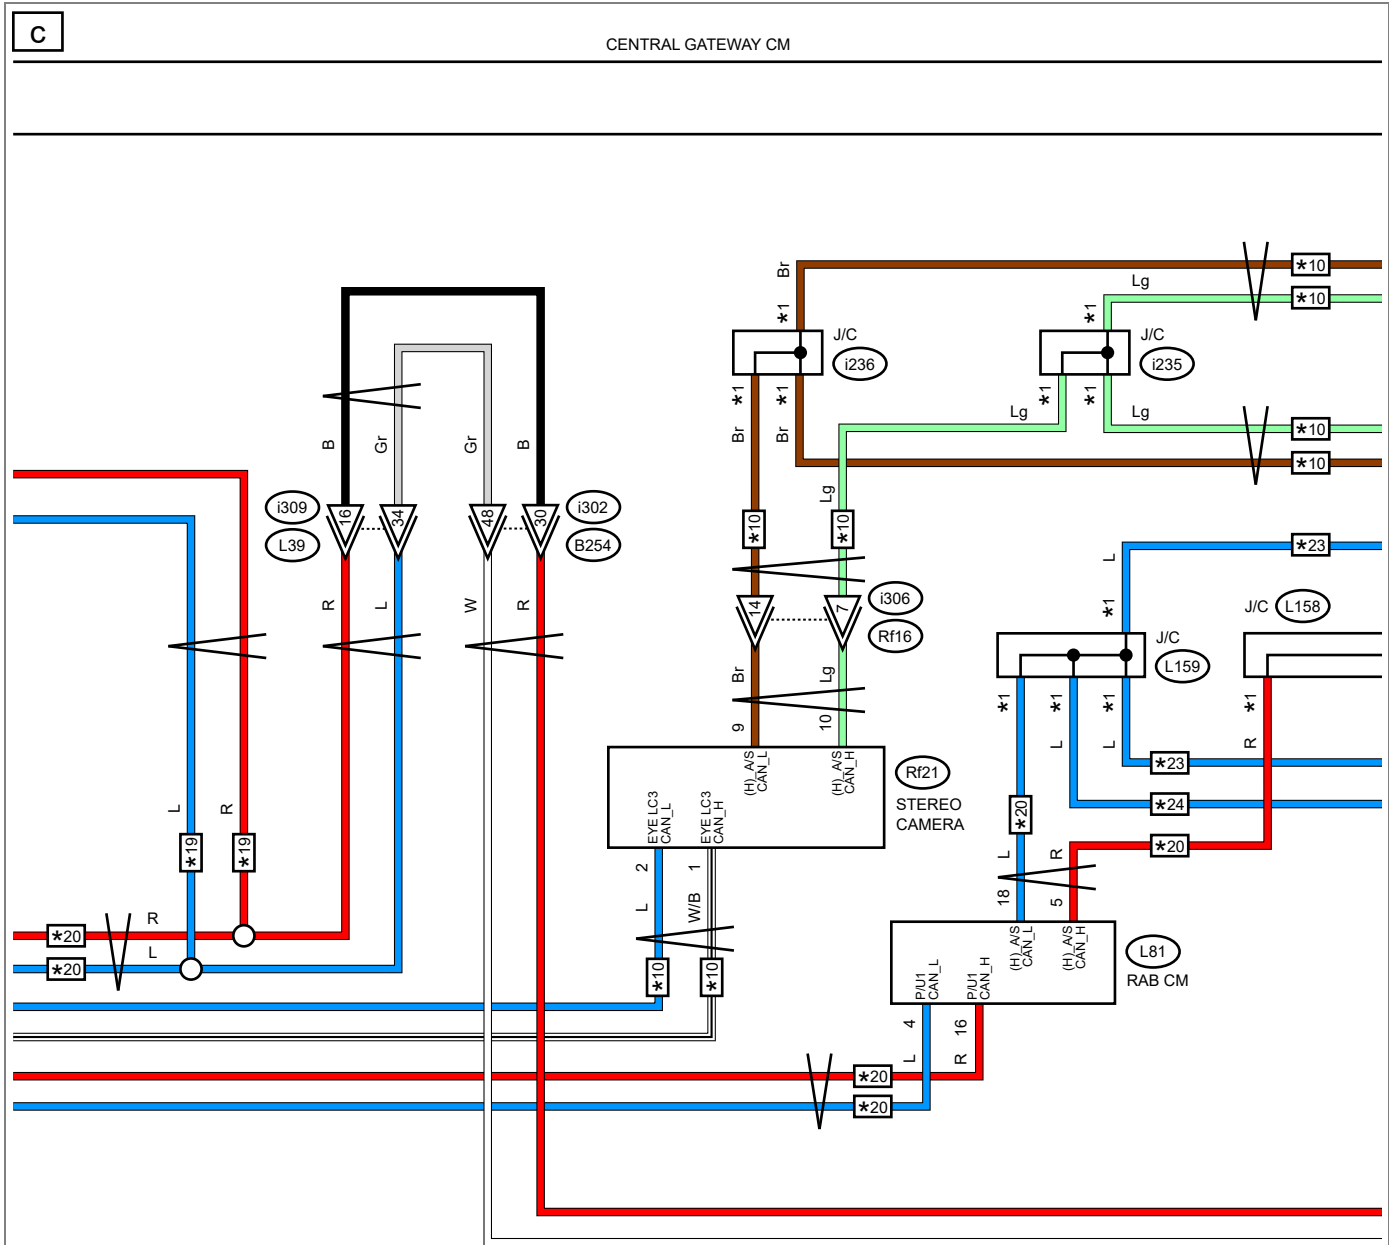 C
CENTRAL GATEWAY CM
Br
*10
Lg
*10
*1
*1
J/C
i236
J/C
i235
*1
*1
*1
*1
Br
Br
Lg
Lg
*10
*10
B
Gr
Gr
B
Lg
i309
16
34
48
30
i302
L39
B254
*10
*10
L
*23
R
L
W
R
14
7
i306
Rf16
*1
J/C
L158
J/C
L159
Br
Lg
*1
*1
*1
*1
9
10
L
L
R
(H)_A/S
CAN_L
(H)_A/S
CAN_H
Rf21
STEREO
CAMERA
*23
*24
L
R
*19
*19
EYE LC3
CAN_L
EYE LC3
CAN_H
*20
*20
2
1
L
R
L
W/B
18
5
*20
R
L
*20
(H)_A/S
CAN_L
(H)_A/S
CAN_H
L81
RAB CM
*10
*10
P/U1
CAN_L
P/U1
CAN_H
4
16
L
R
*20
*20